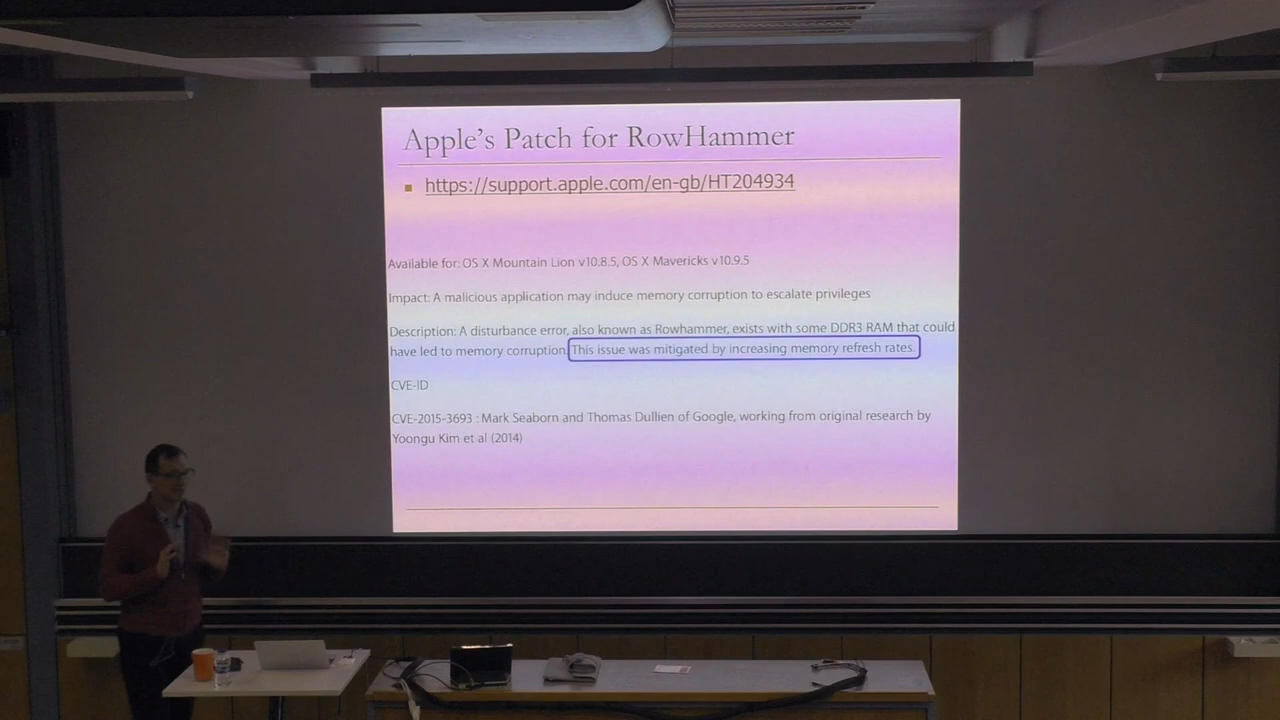 Apple's Patch for RowHammer
https://support.apple.com/en-gb/HT204934
Available for: OS X Mountain Lion v10.8.5, OS X Mavericks v10.9.5
Impact: A malicious application may induce memory corruption to escalate privileges
Description: A disturbance error, also known as Rowhammer, exists with some DDR3 RAM that could
have led to memory corruption. This issue was mitigated by increasing memory refresh rates.
CVE-ID
CVE-2015-3693 : Mark Seaborn and Thomas Dullien of Google, working from original research by
Yoongu Kim et al (2014)